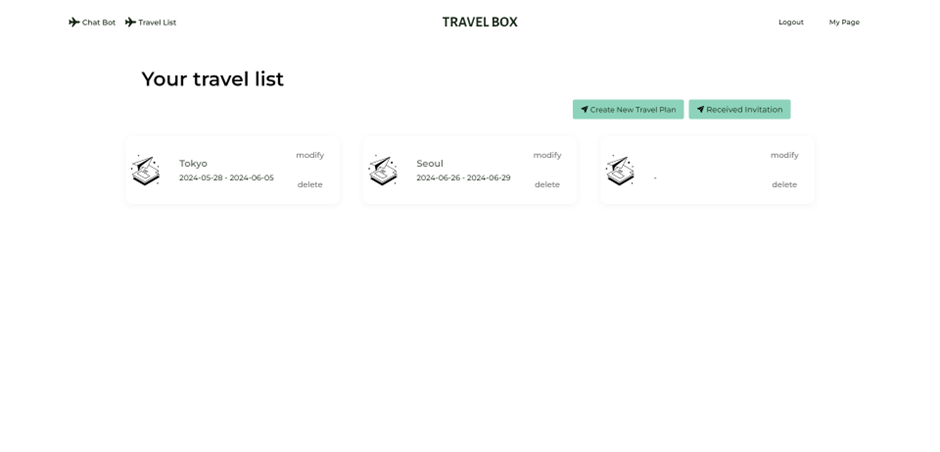 Chat Bot Travel List TRAVEL BOX Logout My Page
Your travel list
Create New Travel Plan Received Invitation
Tokyo
2024-05-28 - 2024-06-05
modify
delete
Seoul
2024-06-26 - 2024-06-29
modify
delete
-
modify
delete